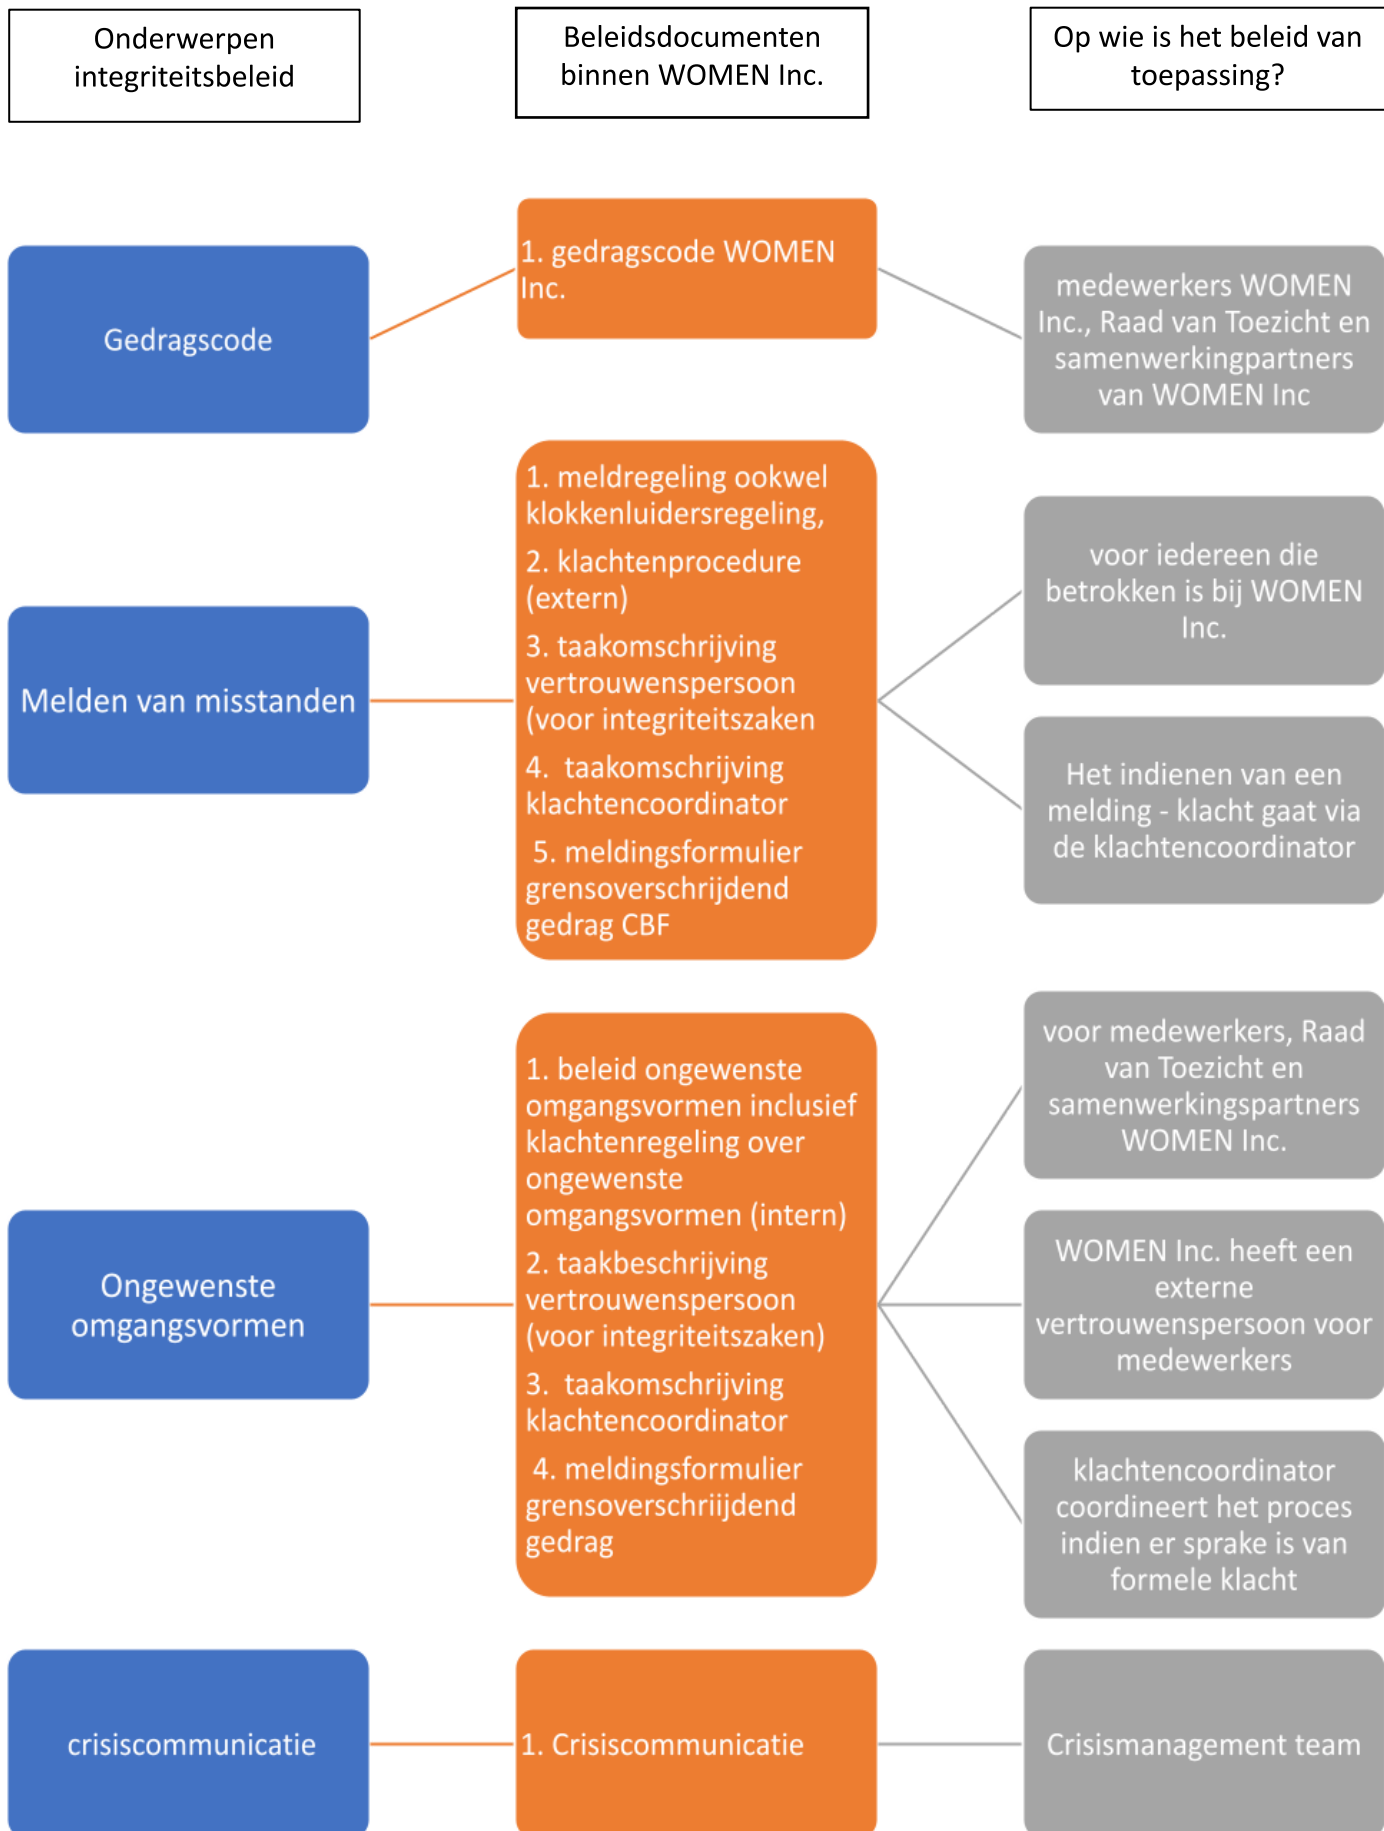 Onderwerpen
integriteitsbeleid
Beleidsdocumenten
binnen WOMEN Inc.
Op wie is het beleid van
toepassing?
Gedragscode
1. gedragscode WOMEN
Inc.
medewerkers WOMEN
Inc., Raad van Toezicht en
samenwerkingpartners
van WOMEN Inc
Melden van misstanden
1. meldregeling ookwel
klokkenluidersregeling,
2. klachtenprocedure
(extern)
3. taakomschrijving
vertrouwenspersoon
(voor integriteitszaken
4. taakomschrijving
klachtencoordinator
5. meldingsformulier
grensoverschrijdend
gedrag CBF
voor iedereen die
betrokken is bij WOMEN
Inc.
Het indienen van een
melding - klacht gaat via
de klachtencoordinator
Ongewenste
omgangsvormen
1. beleid ongewenste
omgangsvormen inclusief
klachtenregeling over
ongewenste
omgangsvormen (intern)
2. taakbeschrijving
vertrouwenspersoon
(voor integriteitszaken)
3. taakomschrijving
klachtencoordinator
4. meldingsformulier
grensoverschriijdend
gedrag
voor medewerkers, Raad
van Toezicht en
samenwerkingspartners
WOMEN Inc.
WOMEN Inc. heeft een
externe
vertrouwenspersoon voor
medewerkers
klachtencoordinator
coordineert het proces
indien er sprake is van
formele klacht
crisiscommunicatie
1. Crisiscommunicatie
Crisismanagement team